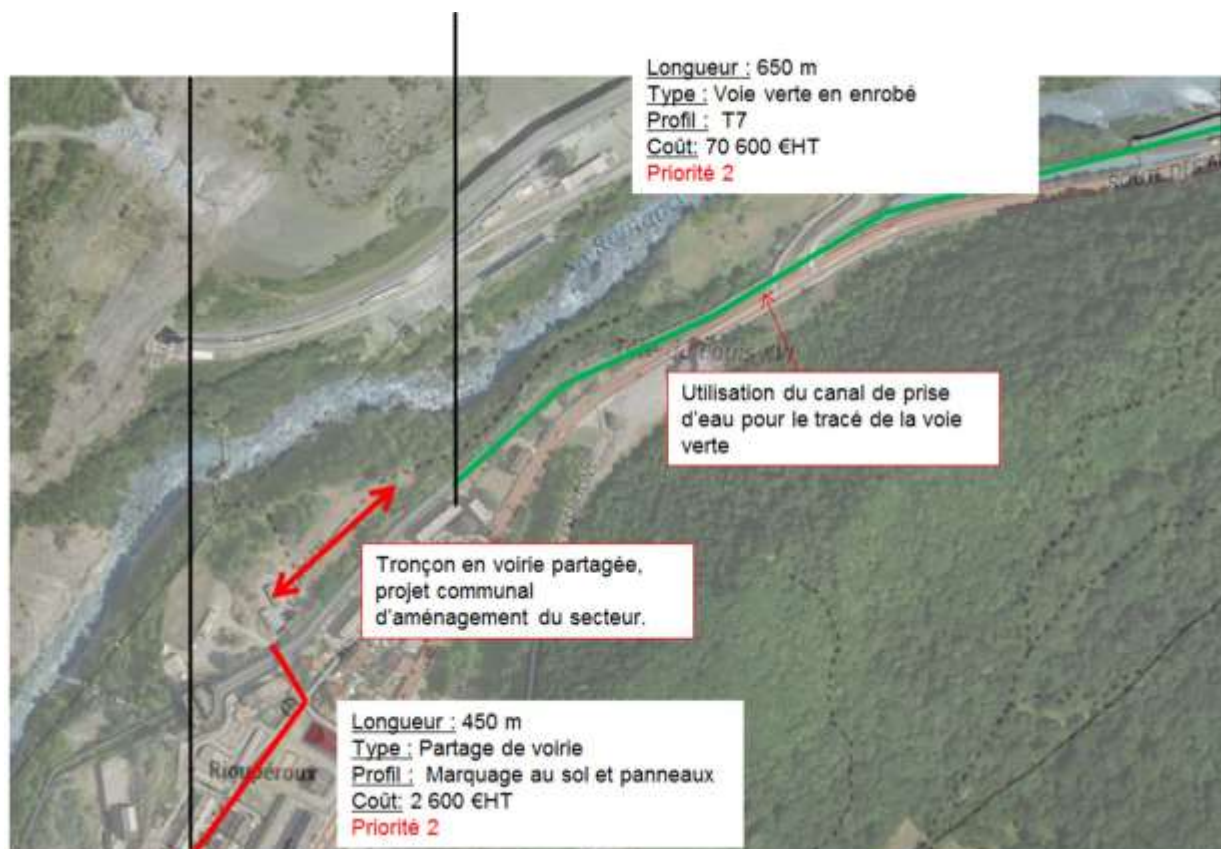 Longueur : 650 m
Type : Voie verte en enrobé
Profil : T7
Coût: 70 600 €HT
Priorité 2
Utilisation du canal de prise
d'eau pour le tracé de la voie
verte
Tronçon en voirie partagée,
projet communal
d'aménagement du secteur.
Longueur : 450 m
Type : Partage de voirie
Profil : Marquage au sol et panneaux
Coût: 2 600 €HT
Priorité 2
Rioupéroux